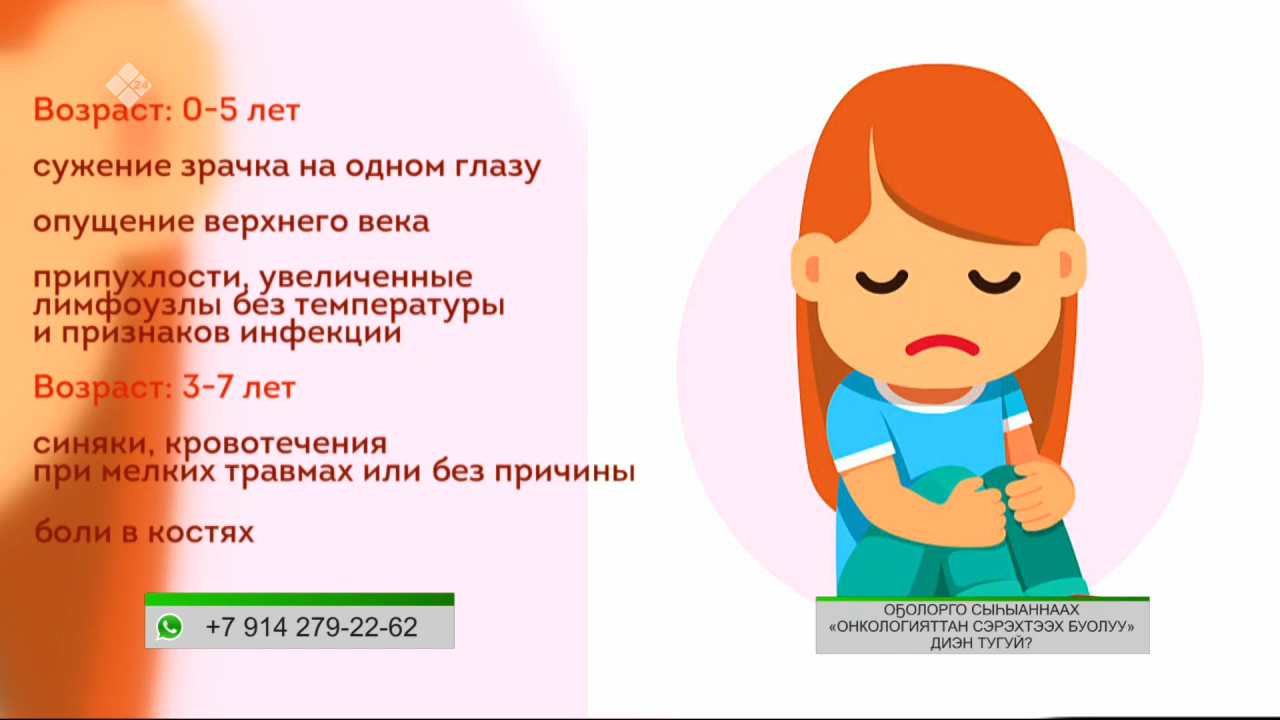 24
Возраст: 0-5 лет
сужение зрачка на одном глазу
опущение верхнего века
припухлости, увеличенные
лимфоузлы без температуры
и признаков инфекции
Возраст: 3-7 лет
синяки, кровотечения
при мелких травмах или без причины
боли в костях
+7 914 279-22-62
ОҔОЛОРГО СЫҺЫАННААХ
«ОНКОЛОГИЯТТАН СЭРЭХТЭЭХ БУОЛУУ»
ДИЭН ТУГУЙ?